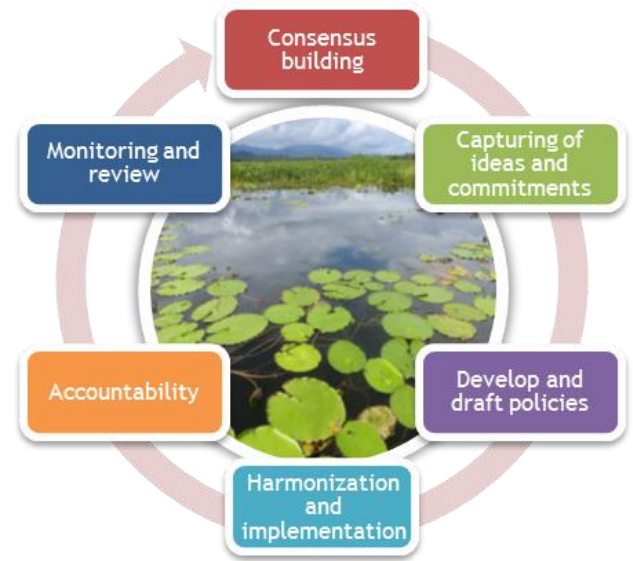 Consensus
building
Capturing of
ideas and
commitments
Develop and
draft policies
Harmonization
and
implementation
Accountability
Monitoring and
review